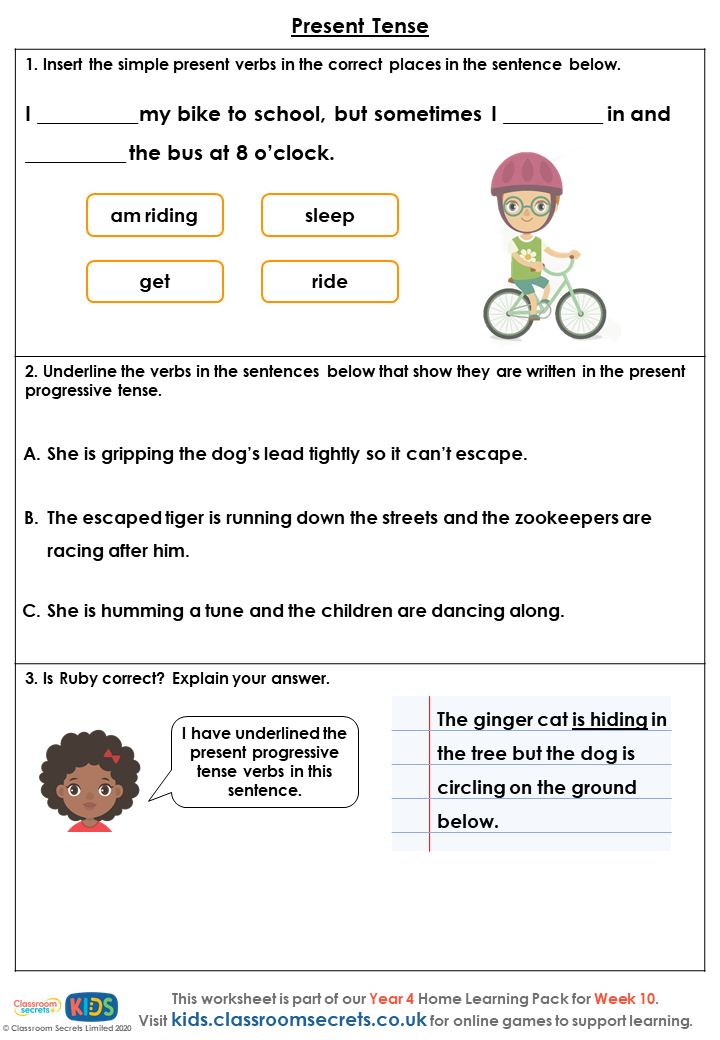 Present Tense
1. Insert the simple present verbs in the correct places in the sentence below.
I __________ my bike to school, but sometimes I __________ in and
__________ the bus at 8 o’clock.
am riding
sleep
get
ride
2. Underline the verbs in the sentences below that show they are written in the present
progressive tense.
A. She is gripping the dog’s lead tightly so it can’t escape.
B. The escaped tiger is running down the streets and the zookeepers are
racing after him.
C. She is humming a tune and the children are dancing along.
3. Is Ruby correct? Explain your answer.
I have underlined the
present progressive
tense verbs in this
sentence.
The ginger cat is hiding in
the tree but the dog is
circling on the ground
below.
Classroom
secrets
KIDS
© Classroom Secrets Limited 2020
This worksheet is part of our Year 4 Home Learning Pack for Week 10.
Visit kids.classroomsecrets.co.uk for online games to support learning.